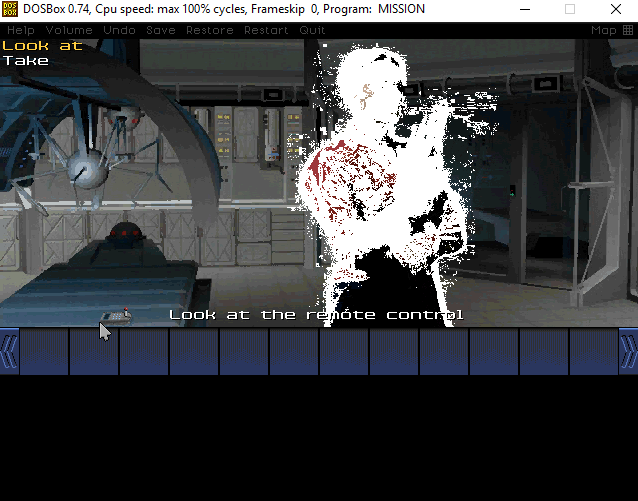 DOSBox 0.74, Cpu speed: max 100% cycles, Frameskip 0, Program: MISSION
Help Volume Undo Save Restore Restart Quit Map
Look at
Take
Look at the remote control